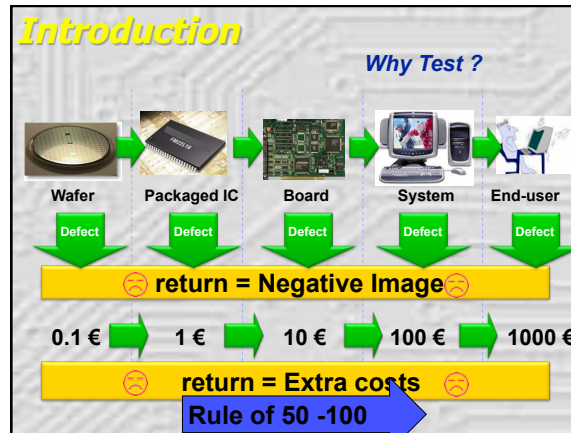 Introduction
Why Test ?
FM22L16
Wafer Packaged IC Board System End-user
Defect Defect Defect Defect Defect
return = Negative Image
0.1 € 1 € 10 € 100 € 1000 €
return = Extra costs
Rule of 50 -100